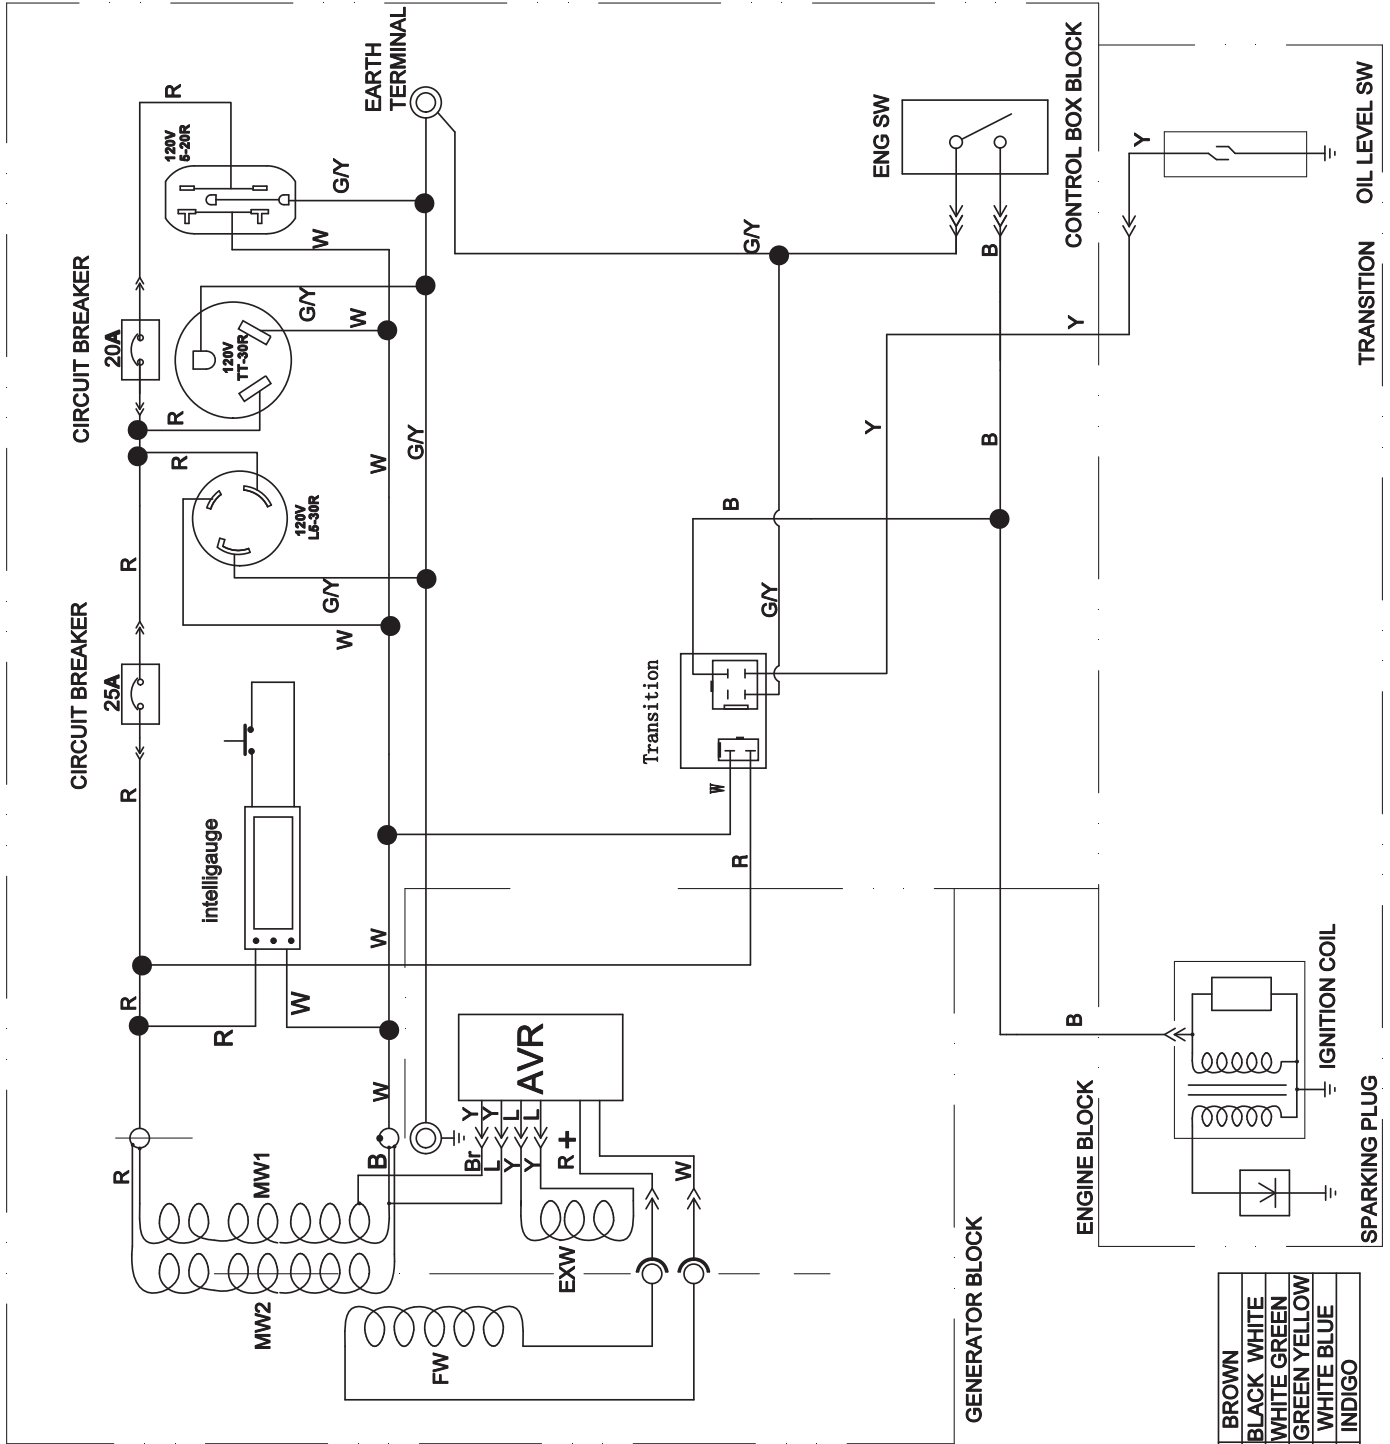 R
120V
5-20R
EARTH
TERMINAL
G/Y
W
CIRCUIT BREAKER
20A
120V
TT-30R
G/Y
W
R
R
120V
L5-30R
W
G/Y
R
G/Y
W
CIRCUIT BREAKER
25A
R
intelligauge
W
R
R
W
W
ENG SW
CONTROL BOX BLOCK
G/Y
B
Y
OIL LEVEL SW
Y
TRANSITION
Y
B
B
G/Y
Transition
W
R
AVR
Y
Y
L
L
Br
L
Y
Y
R +
W
R
B
MW1
MW2
EXW
FW
GENERATOR BLOCK
B
ENGINE BLOCK
IGNITION COIL
SPARKING PLUG
BROWN
BLACK WHITE
WHITE GREEN
GREEN YELLOW
WHITE BLUE
INDIGO